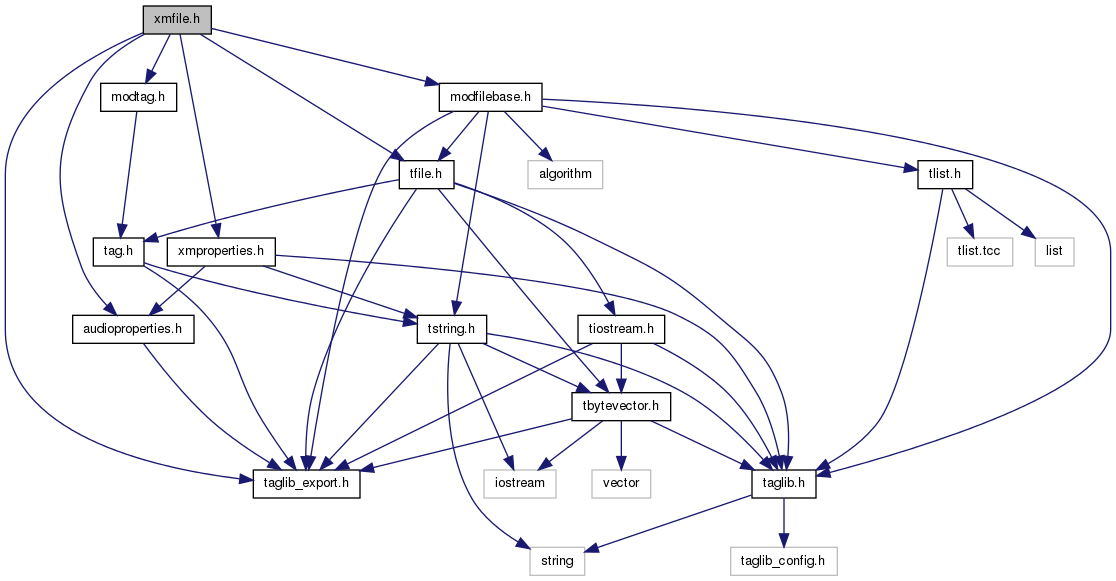 xmfile.h
modtag.h
modfilebase.h
tfile.h
algorithm
tlist.h
tag.h
xmproperties.h
tlist.tcc
list
audioproperties.h
tstring.h
tiostream.h
tbytevector.h
taglib_export.h
iostream
vector
taglib.h
string
taglib_config.h